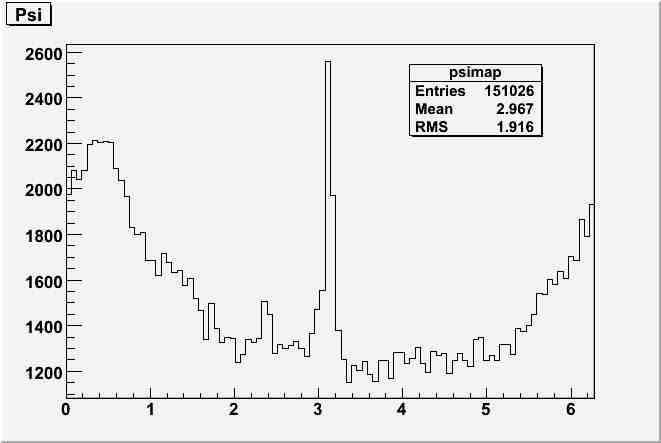 Psi
psimap
Entries 151026
Mean 2.967
RMS 1.916
2600
2400
2200
2000
1800
1600
1400
1200
0 1 2 3 4 5 6